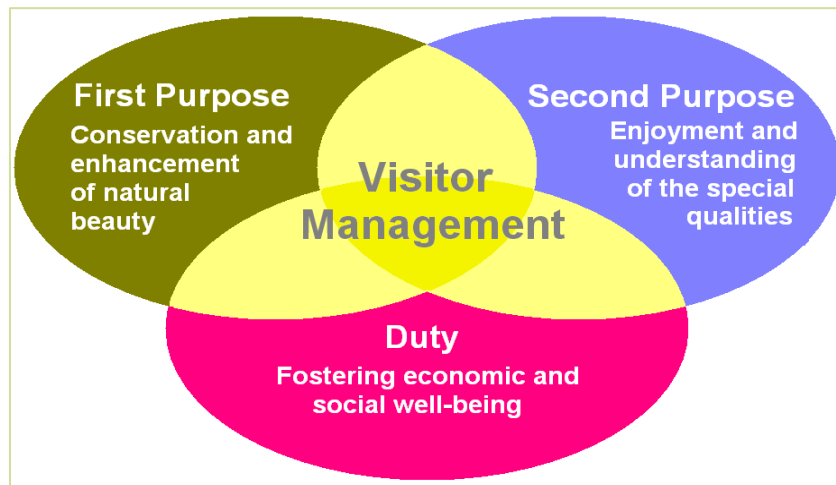 First Purpose
Conservation and
enhancement
of natural
beauty
Second Purpose
Enjoyment and
understanding
of the special
qualities
Visitor
Management
Duty
Fostering economic and
social well-being